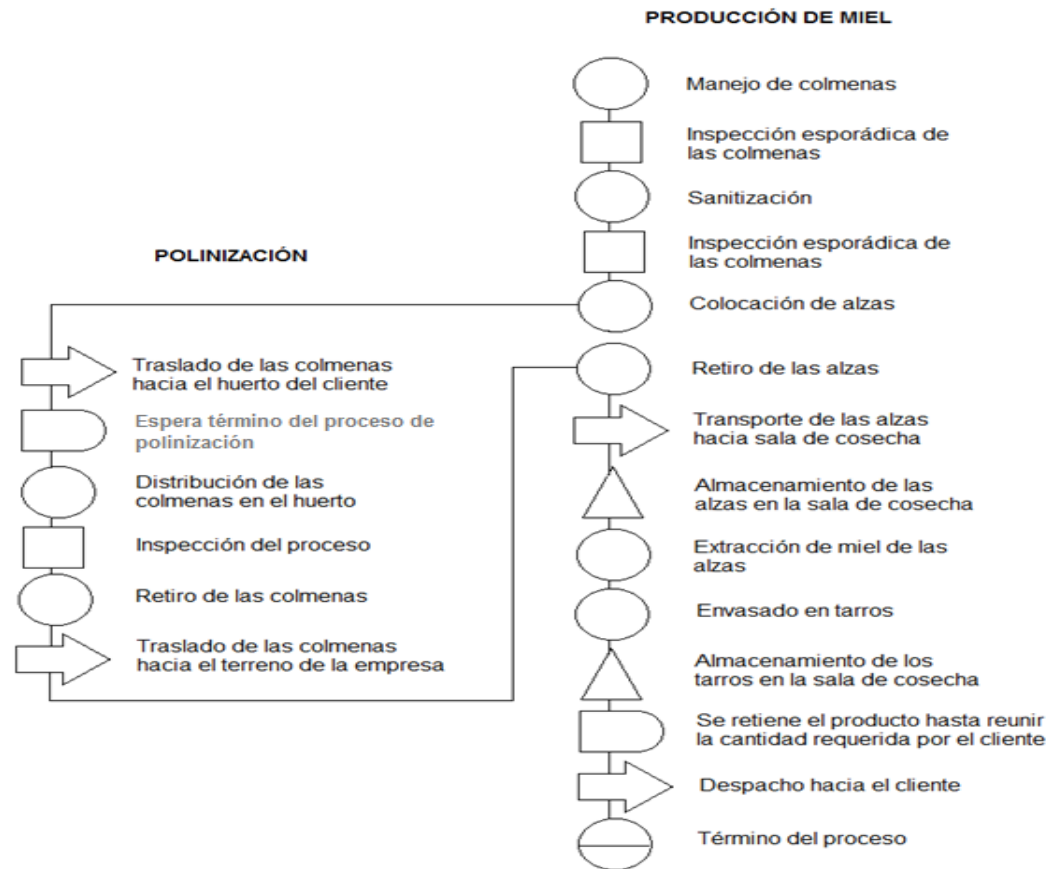 PRODUCCIÓN DE MIEL
Manejo de colmenas
Inspección esporádica de
las colmenas
Sanitización
Inspección esporádica de
las colmenas
Colocación de alzas
POLINIZACIÓN
Traslado de las colmenas
hacia el huerto del cliente
Espera término del proceso de
polinización
Distribución de las
colmenas en el huerto
Inspección del proceso
Retiro de las colmenas
Traslado de las colmenas
hacia el terreno de la empresa
Retiro de las alzas
Transporte de las alzas
hacia sala de cosecha
Almacenamiento de las
alzas en la sala de cosecha
Extracción de miel de las
alzas
Envasado en tarros
Almacenamiento de los
tarros en la sala de cosecha
Se retiene el producto hasta reunir
la cantidad requerida por el cliente
Despacho hacia el cliente
Término del proceso